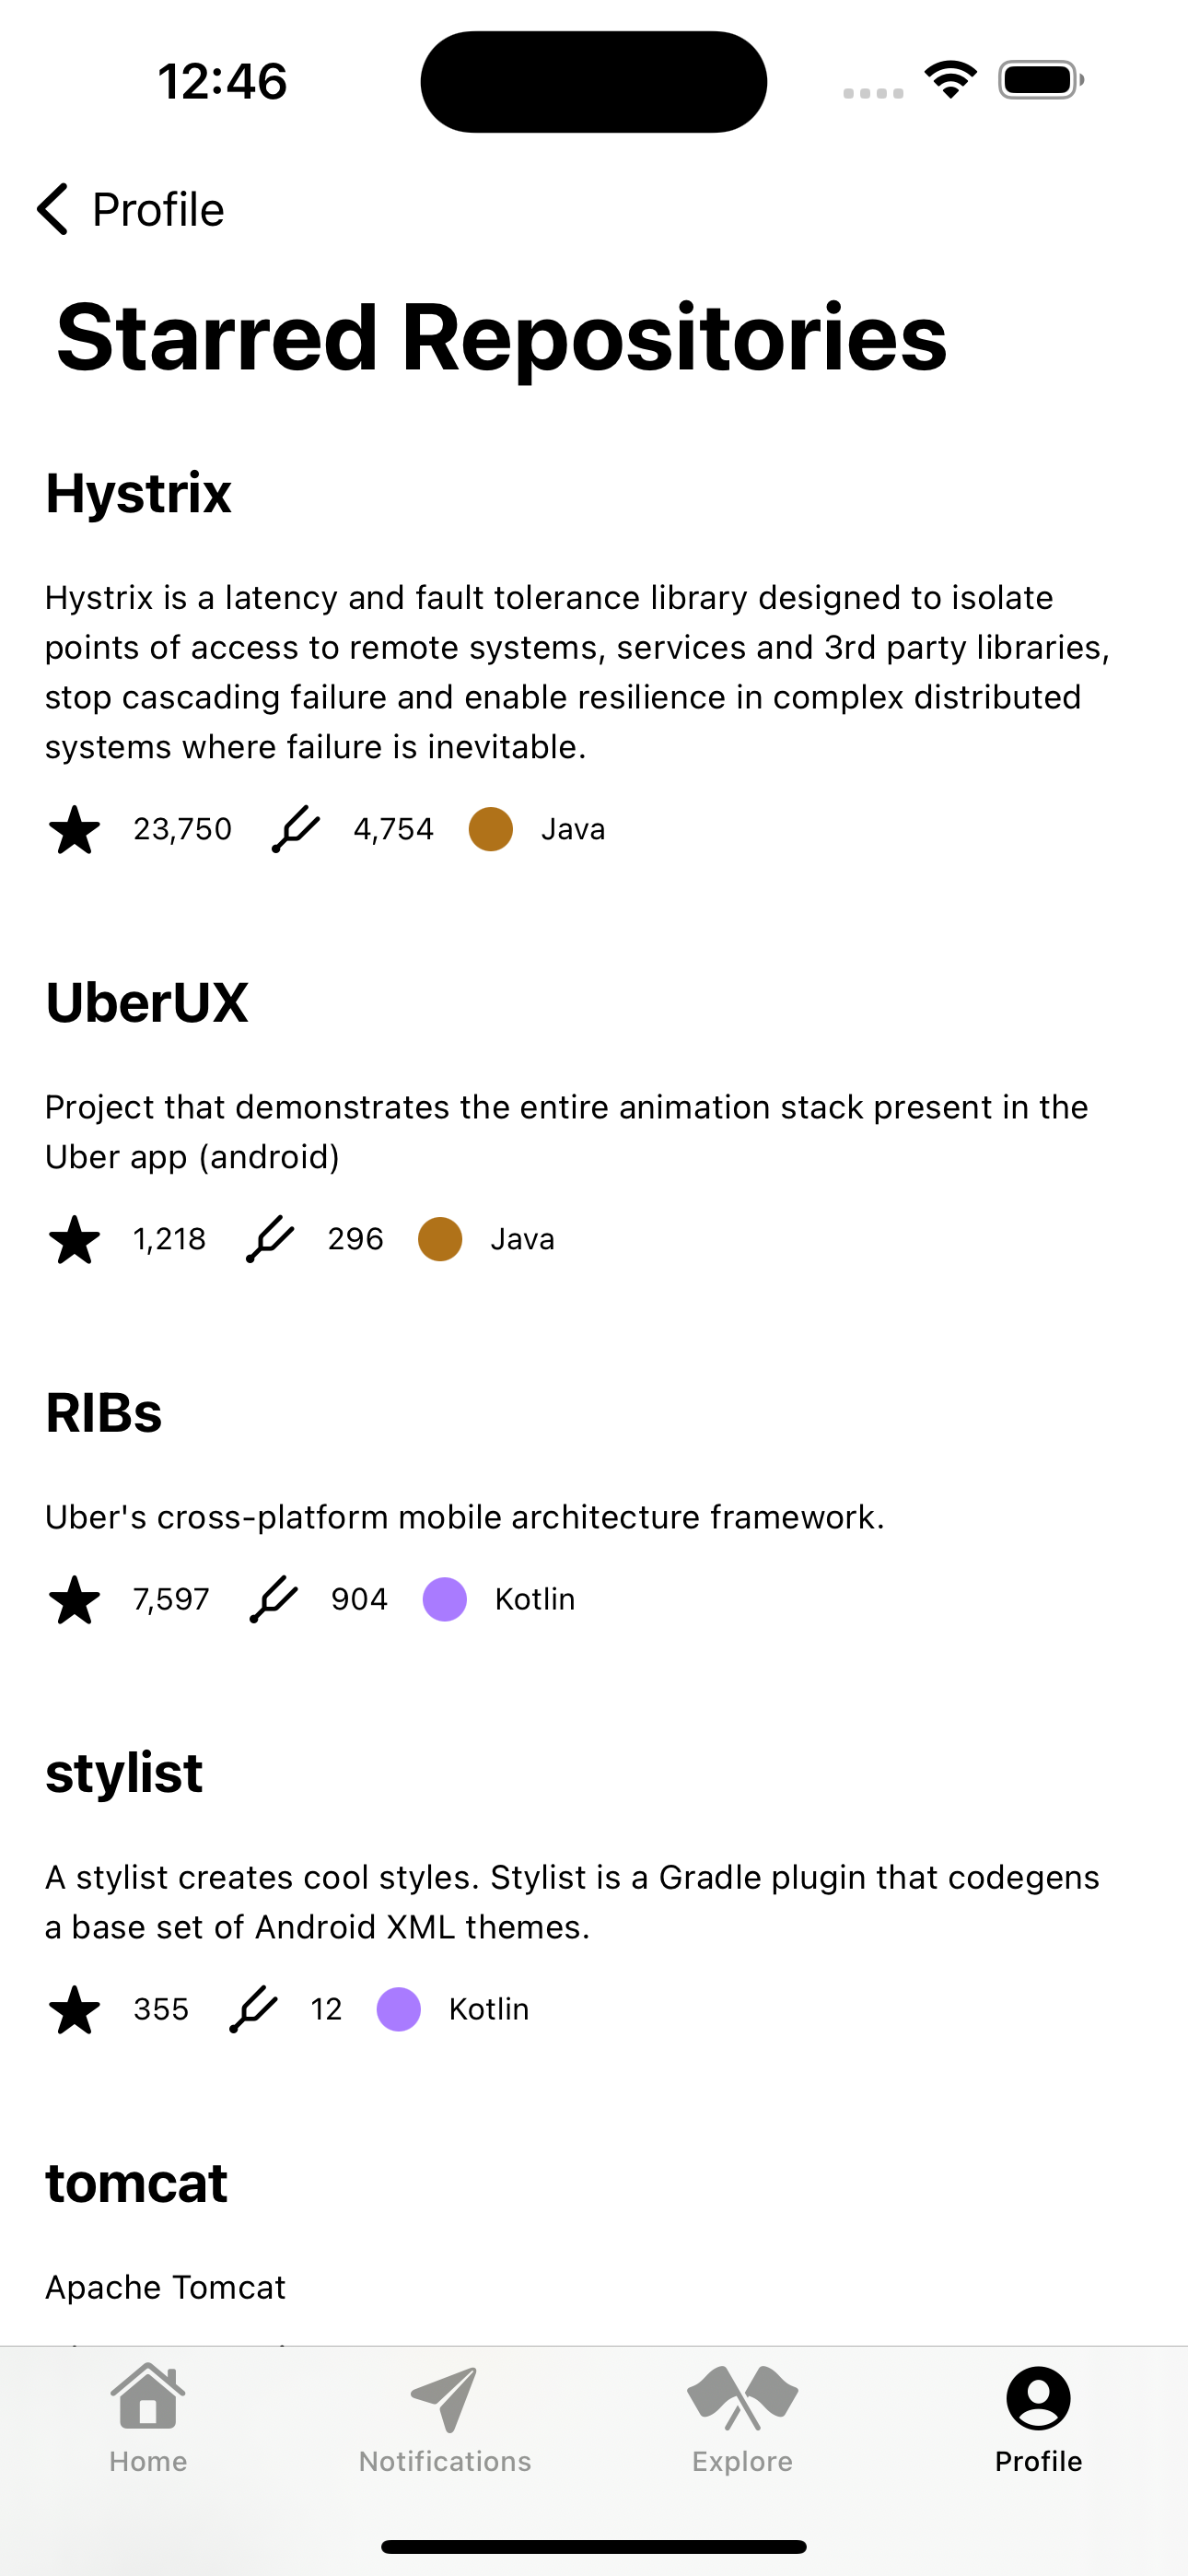 12:46
Profile
Starred Repositories
Hystrix
Hystrix is a latency and fault tolerance library designed to isolate
points of access to remote systems, services and 3rd party libraries,
stop cascading failure and enable resilience in complex distributed
systems where failure is inevitable.
23,750 4,754 Java
UberUX
Project that demonstrates the entire animation stack present in the
Uber app (android)
1,218 296 Java
RIBs
Uber's cross-platform mobile architecture framework.
7,597 904 Kotlin
stylist
A stylist creates cool styles. Stylist is a Gradle plugin that codegens
a base set of Android XML themes.
355 12 Kotlin
tomcat
Apache Tomcat
Home Notifications Explore Profile